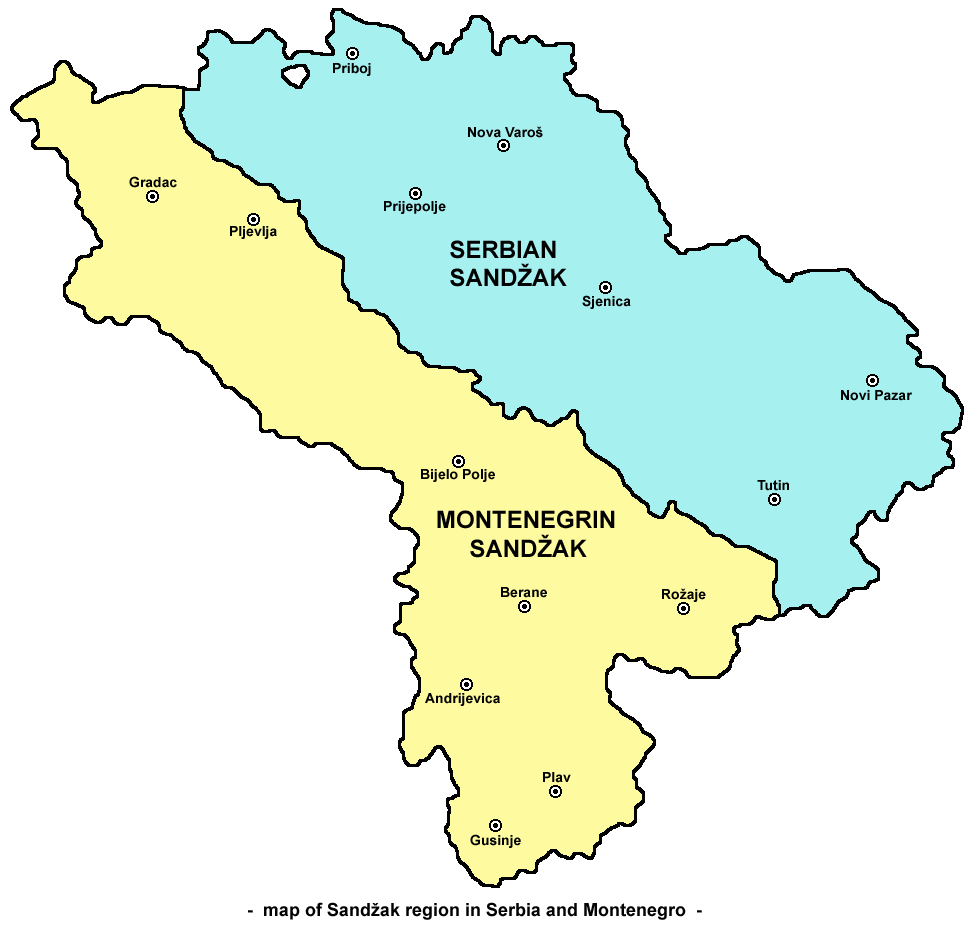 Priboj
Nova Varoš
Gradac
Prijepolje
Pljevlja
SERBIAN
SANDŽAK
Sjenica
Novi Pazar
Bijelo Polje
Tutin
MONTENEGRIN
SANDŽAK
Berane
Rožaje
Andrijevica
Plav
Gusinje
- map of Sandžak region in Serbia and Montenegro -